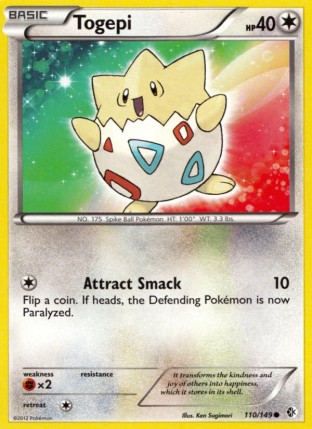 BASIC
Togepi
HP40
NO. 175 Spike Ball Pokémon HT: 1'00" WT: 3.3 lbs.
Attract Smack 10
Flip a coin. If heads, the Defending Pokémon is now
Paralyzed.
weakness resistance
×2
retreat
It transforms the kindness and
joy of others into happiness,
which it stores in its shell.
©2012 Pokémon
Illus. Ken Sugimori
110/149